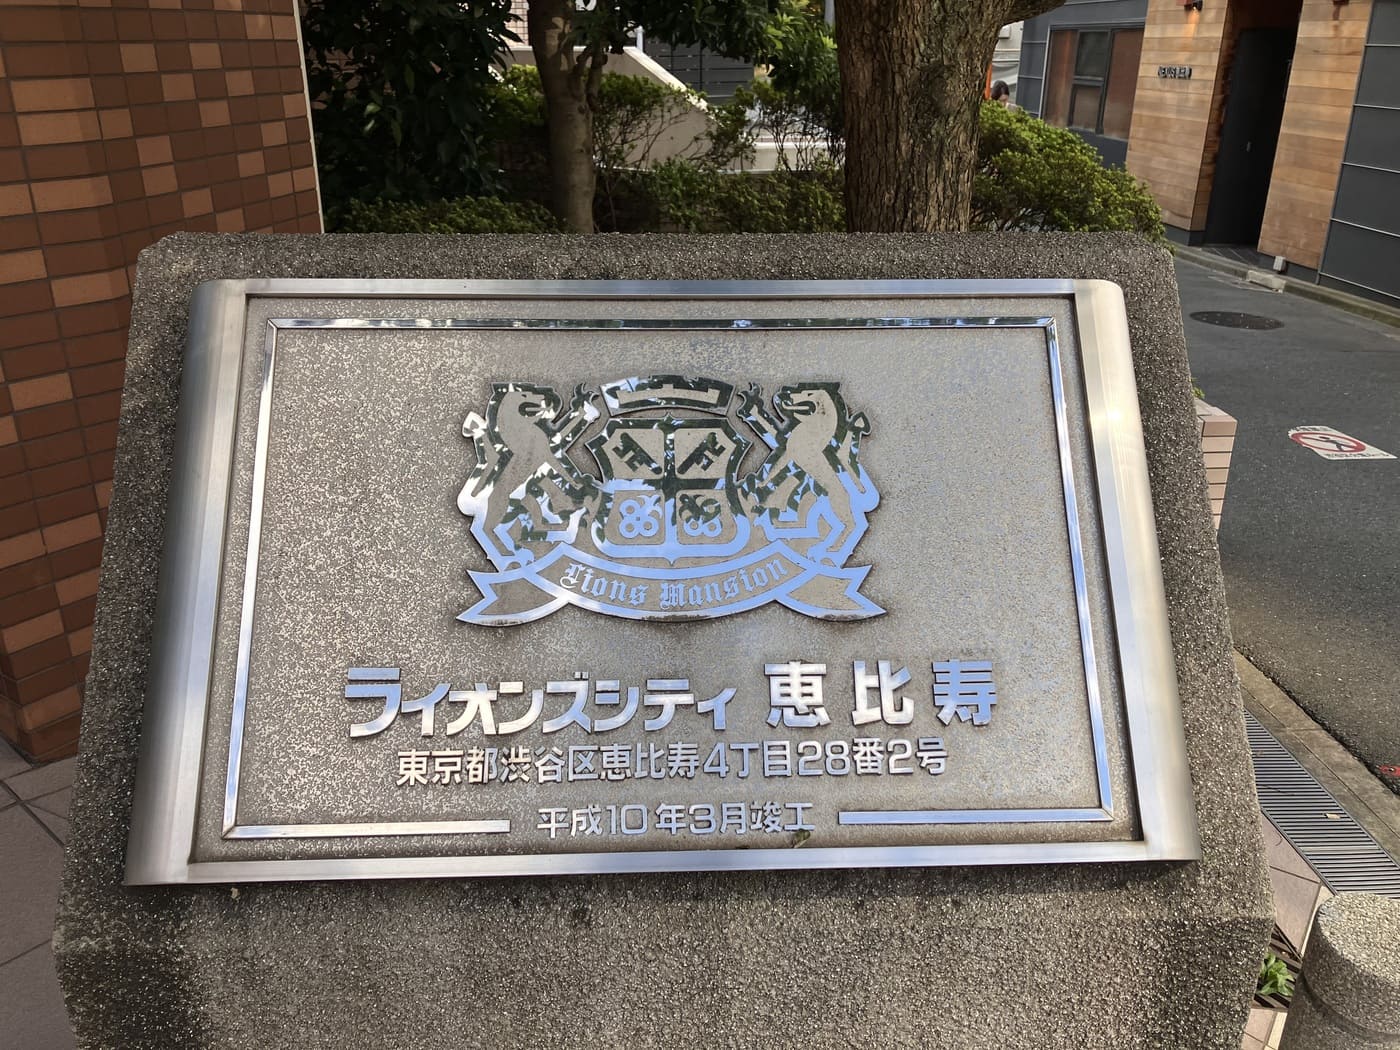 Lions Mansion
ライオンズシティ 恵比寿
東京都渋谷区恵比寿4丁目28番2号
平成10年3月竣工